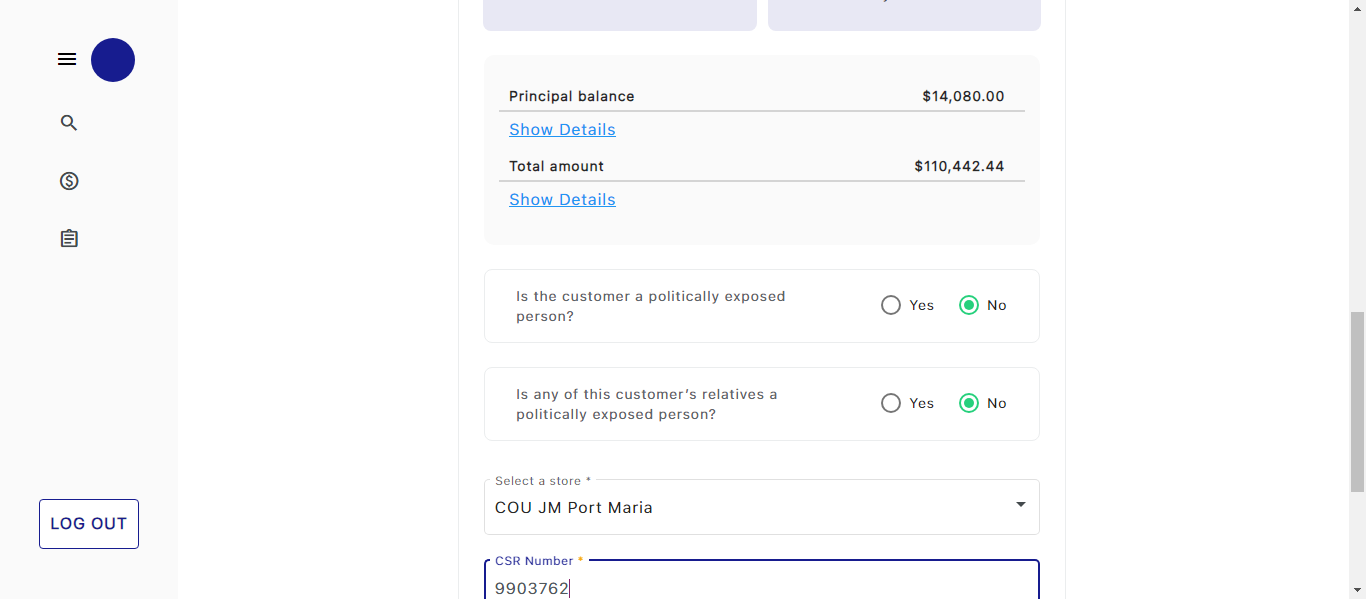 Principal balance $14,080.00
Show Details
Total amount $110,442.44
Show Details
Is the customer a politically exposed
person?
Yes No
Is any of this customer's relatives a
politically exposed person?
Yes No
Select a store *
COU JM Port Maria
CSR Number *
9903762
LOG OUT